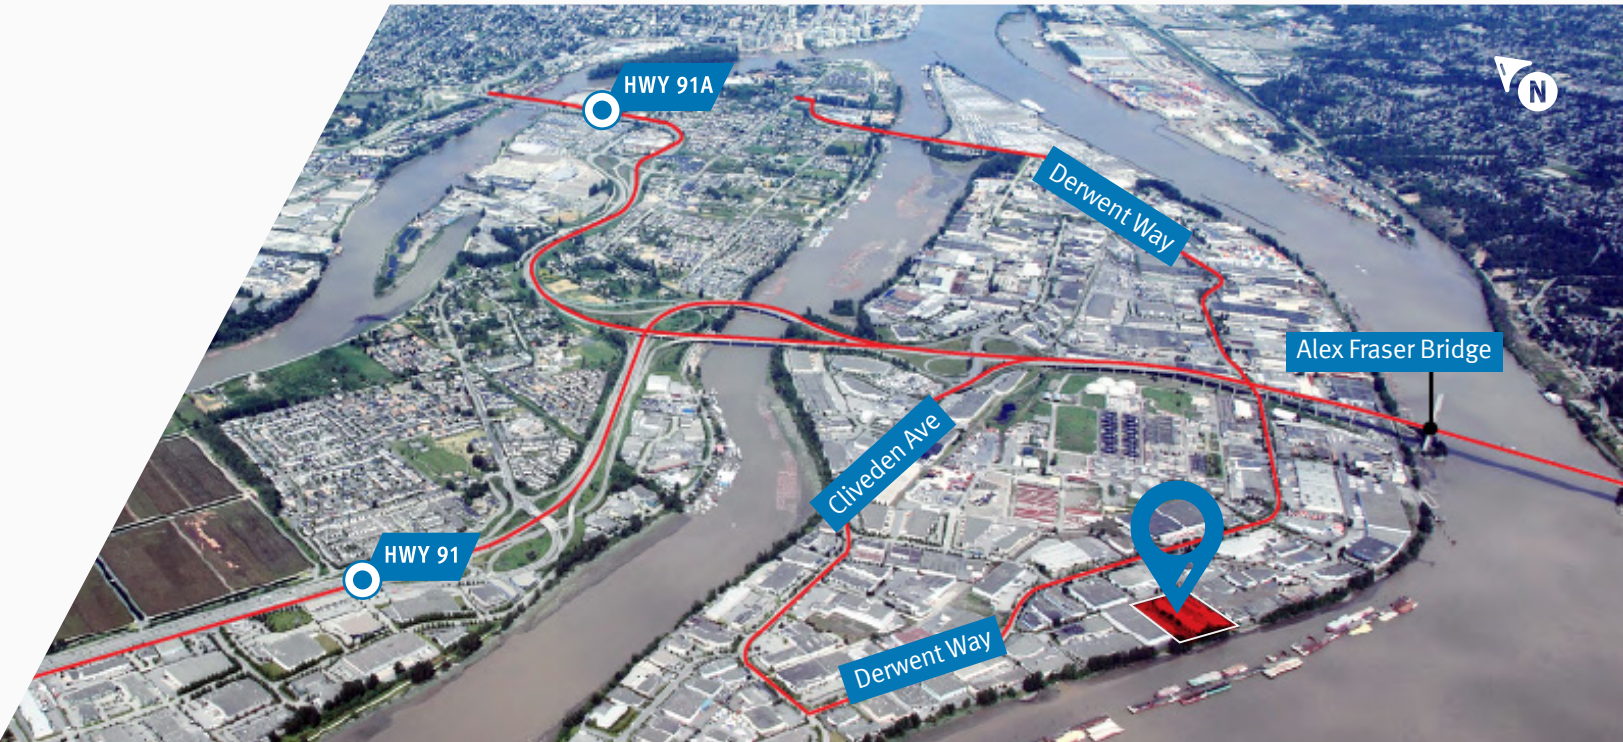 HWY 91A
N
Derwent Way
Alex Fraser Bridge
Cliveden Ave
HWY 91
Derwent Way